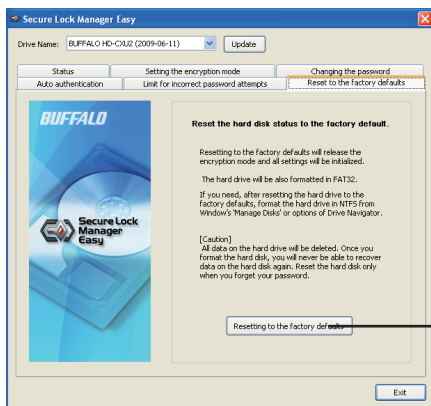 Secure Lock Manager Easy
Drive Name: BUFFALO HD-CXU2 (2009-06-11) Update
Status Setting the encryption mode Changing the password
Auto authentication Limit for incorrect password attempts Reset to the factory defaults
BUFFALO
Secure Lock
Manager
Easy
Reset the hard disk status to the factory default.
Resetting to the factory defaults will release the
encryption mode and all settings will be initialized.
The hard drive will be also formatted in FAT32.
If you need, after resetting the hard drive to the
factory defaults, format the hard drive in NTFS from
Window's 'Manage Disks' or options of Drive Navigator.
[Caution]
All data on the hard drive will be deleted. Once you
format the hard disk, you will never be able to recover
data on the hard disk again. Reset the hard disk only
when you forget your password.
Resetting to the factory defaults
Exit